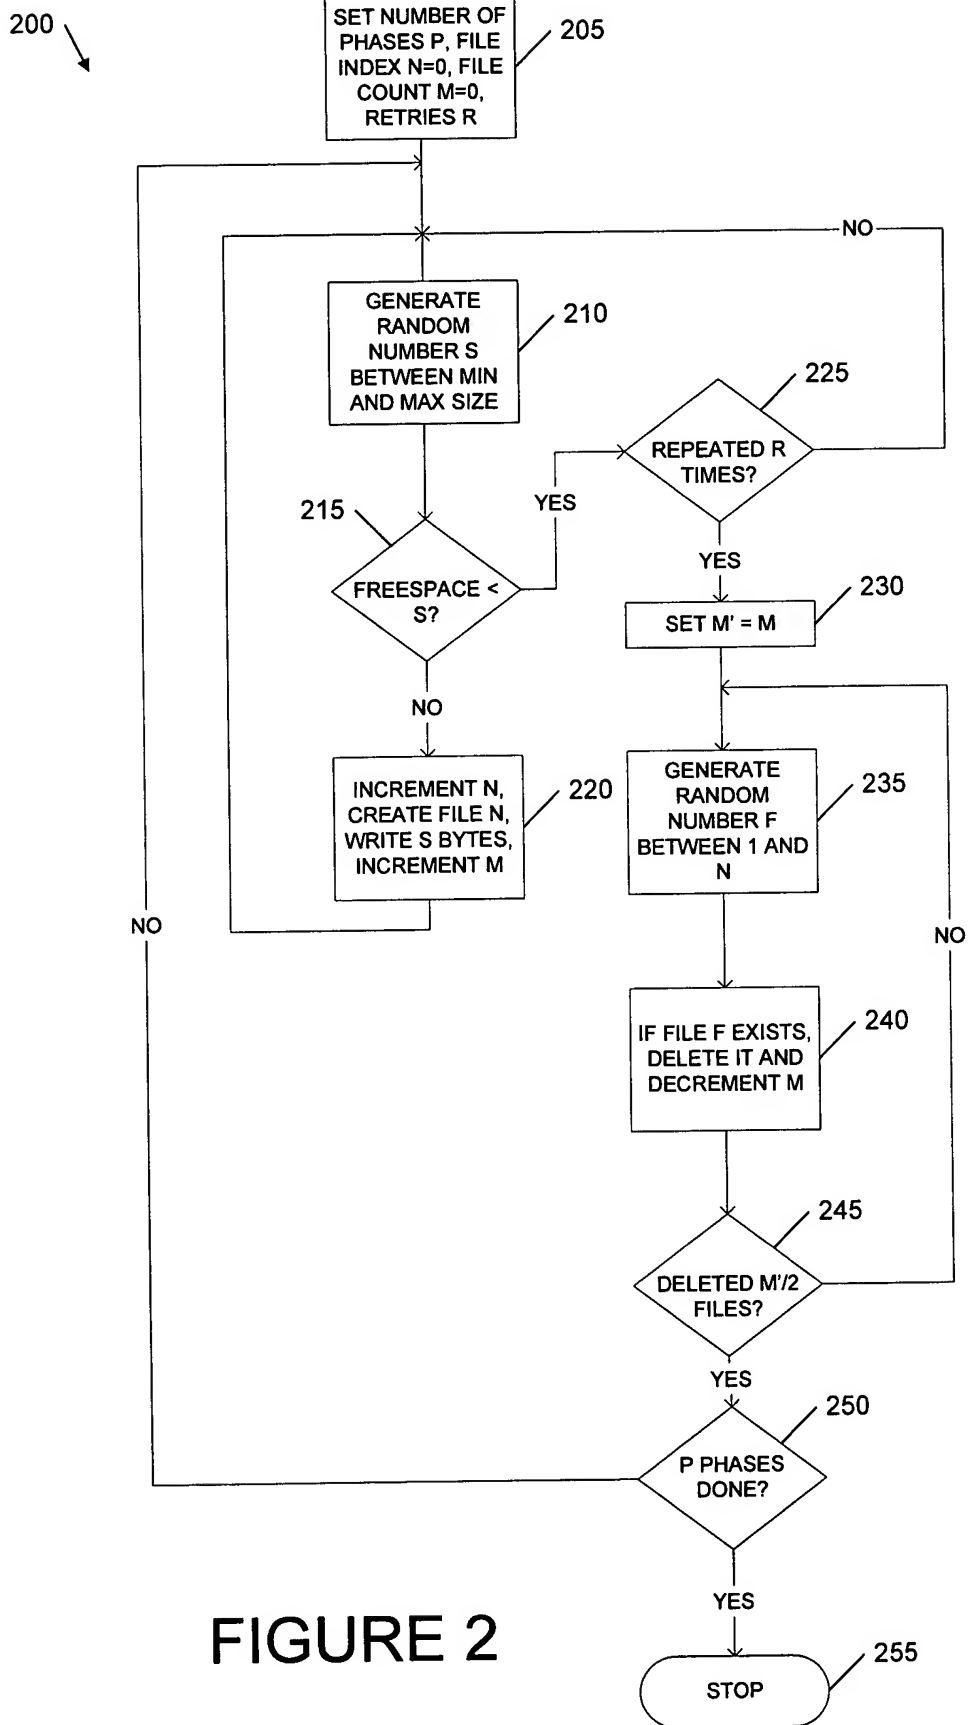 200
SET NUMBER OF
PHASES P, FILE
INDEX N=0, FILE
COUNT M=0,
RETRIES R
205
NO
GENERATE
RANDOM
NUMBER S
BETWEEN MIN
AND MAX SIZE
210
225
REPEATED R
TIMES?
YES
215
FREESPACE <
S?
YES
230
SET M' = M
NO
INCREMENT N,
CREATE FILE N,
WRITE S BYTES,
INCREMENT M
220
GENERATE
RANDOM
NUMBER F
BETWEEN 1 AND
N
235
NO
NO
IF FILE F EXISTS,
DELETE IT AND
DECREMENT M
240
245
DELETED M'/2
FILES?
YES
250
P PHASES
DONE?
YES
FIGURE 2
255
STOP